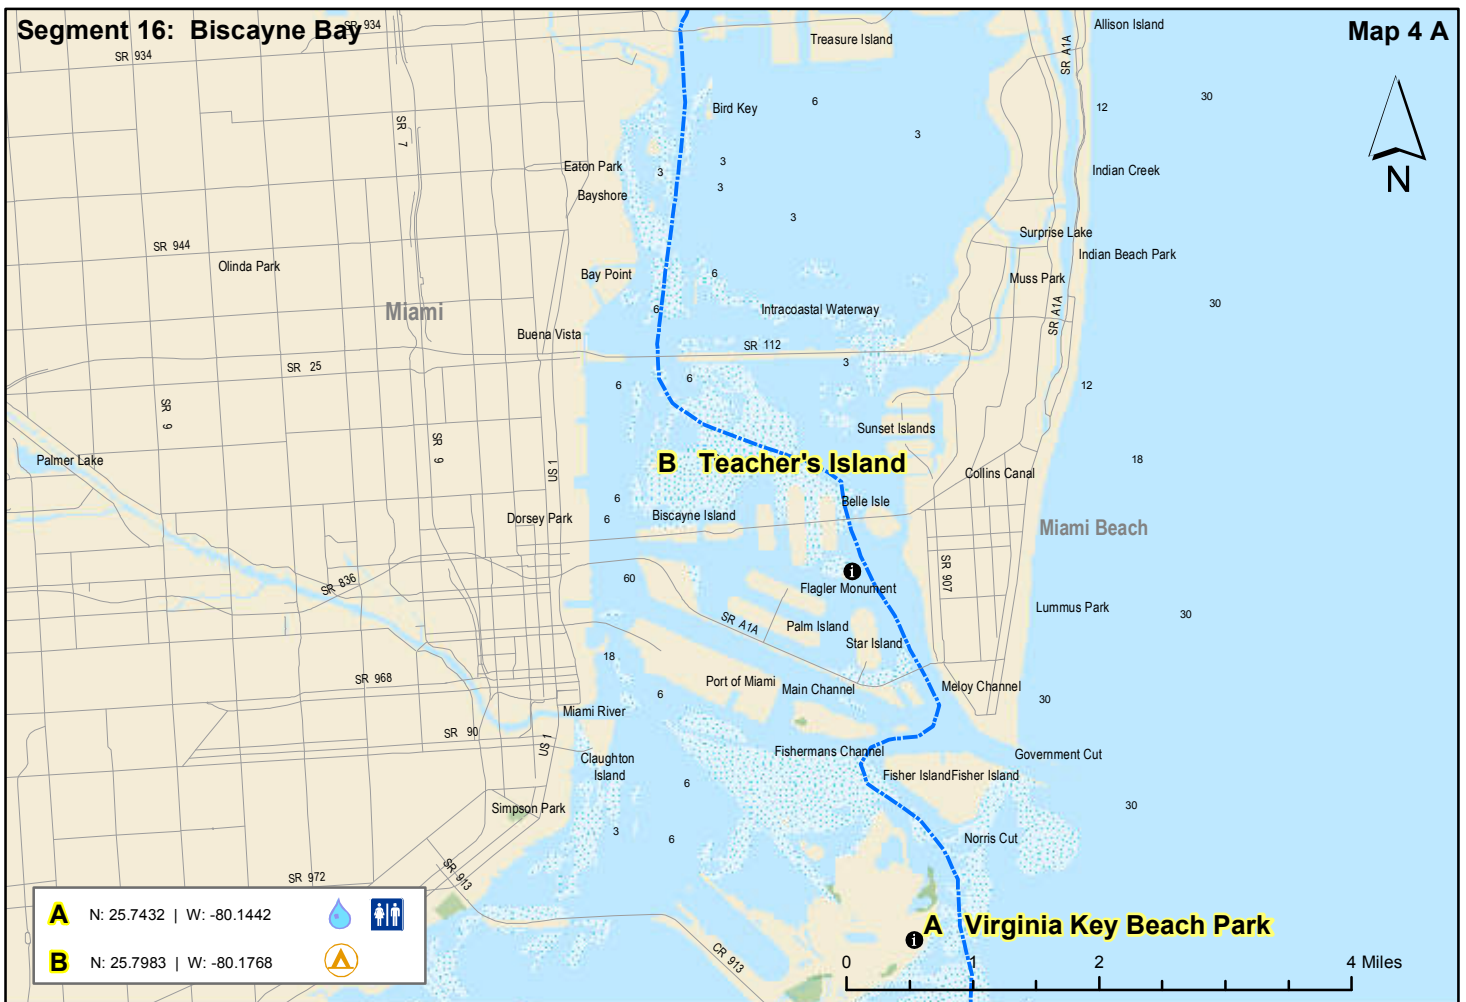 Segment 16:  Biscayne Bay
SR 934
Map 4 A
Allison Island
Treasure Island
SR A1A
SR 934
30
6
12
Bird Key
SR 7
3
3
Eaton Park
3
Indian Creek
3
Bayshore
3
Surprise Lake
SR 944
Indian Beach Park
Olinda Park
Bay Point
6
Muss Park
30
Miami
6
Intracoastal Waterway
SR A1A
Buena Vista
SR 112
SR 25
3
6
6
12
SR 9
Sunset Islands
SR 9
Palmer Lake
B Teacher's Island
18
US 1
Collins Canal
6
Belle Isle
Dorsey Park
6
Biscayne Island
Miami Beach
SR 836
60
SR 907
Flagler Monument
Lummus Park
30
SR A1A
Palm Island
Star Island
18
SR 968
Port of Miami
Main Channel
Meloy Channel
6
30
Miami River
SR 90
US 1
Fishermans Channel
Government Cut
Claughton
Island
Fisher Island
Fisher Island
6
30
Simpson Park
3
6
Norris Cut
SR 913
SR 972
A N: 25.7432 | W: -80.1442
B N: 25.7983 | W: -80.1768
CR 913
A Virginia Key Beach Park
0 1 2 4 Miles
N